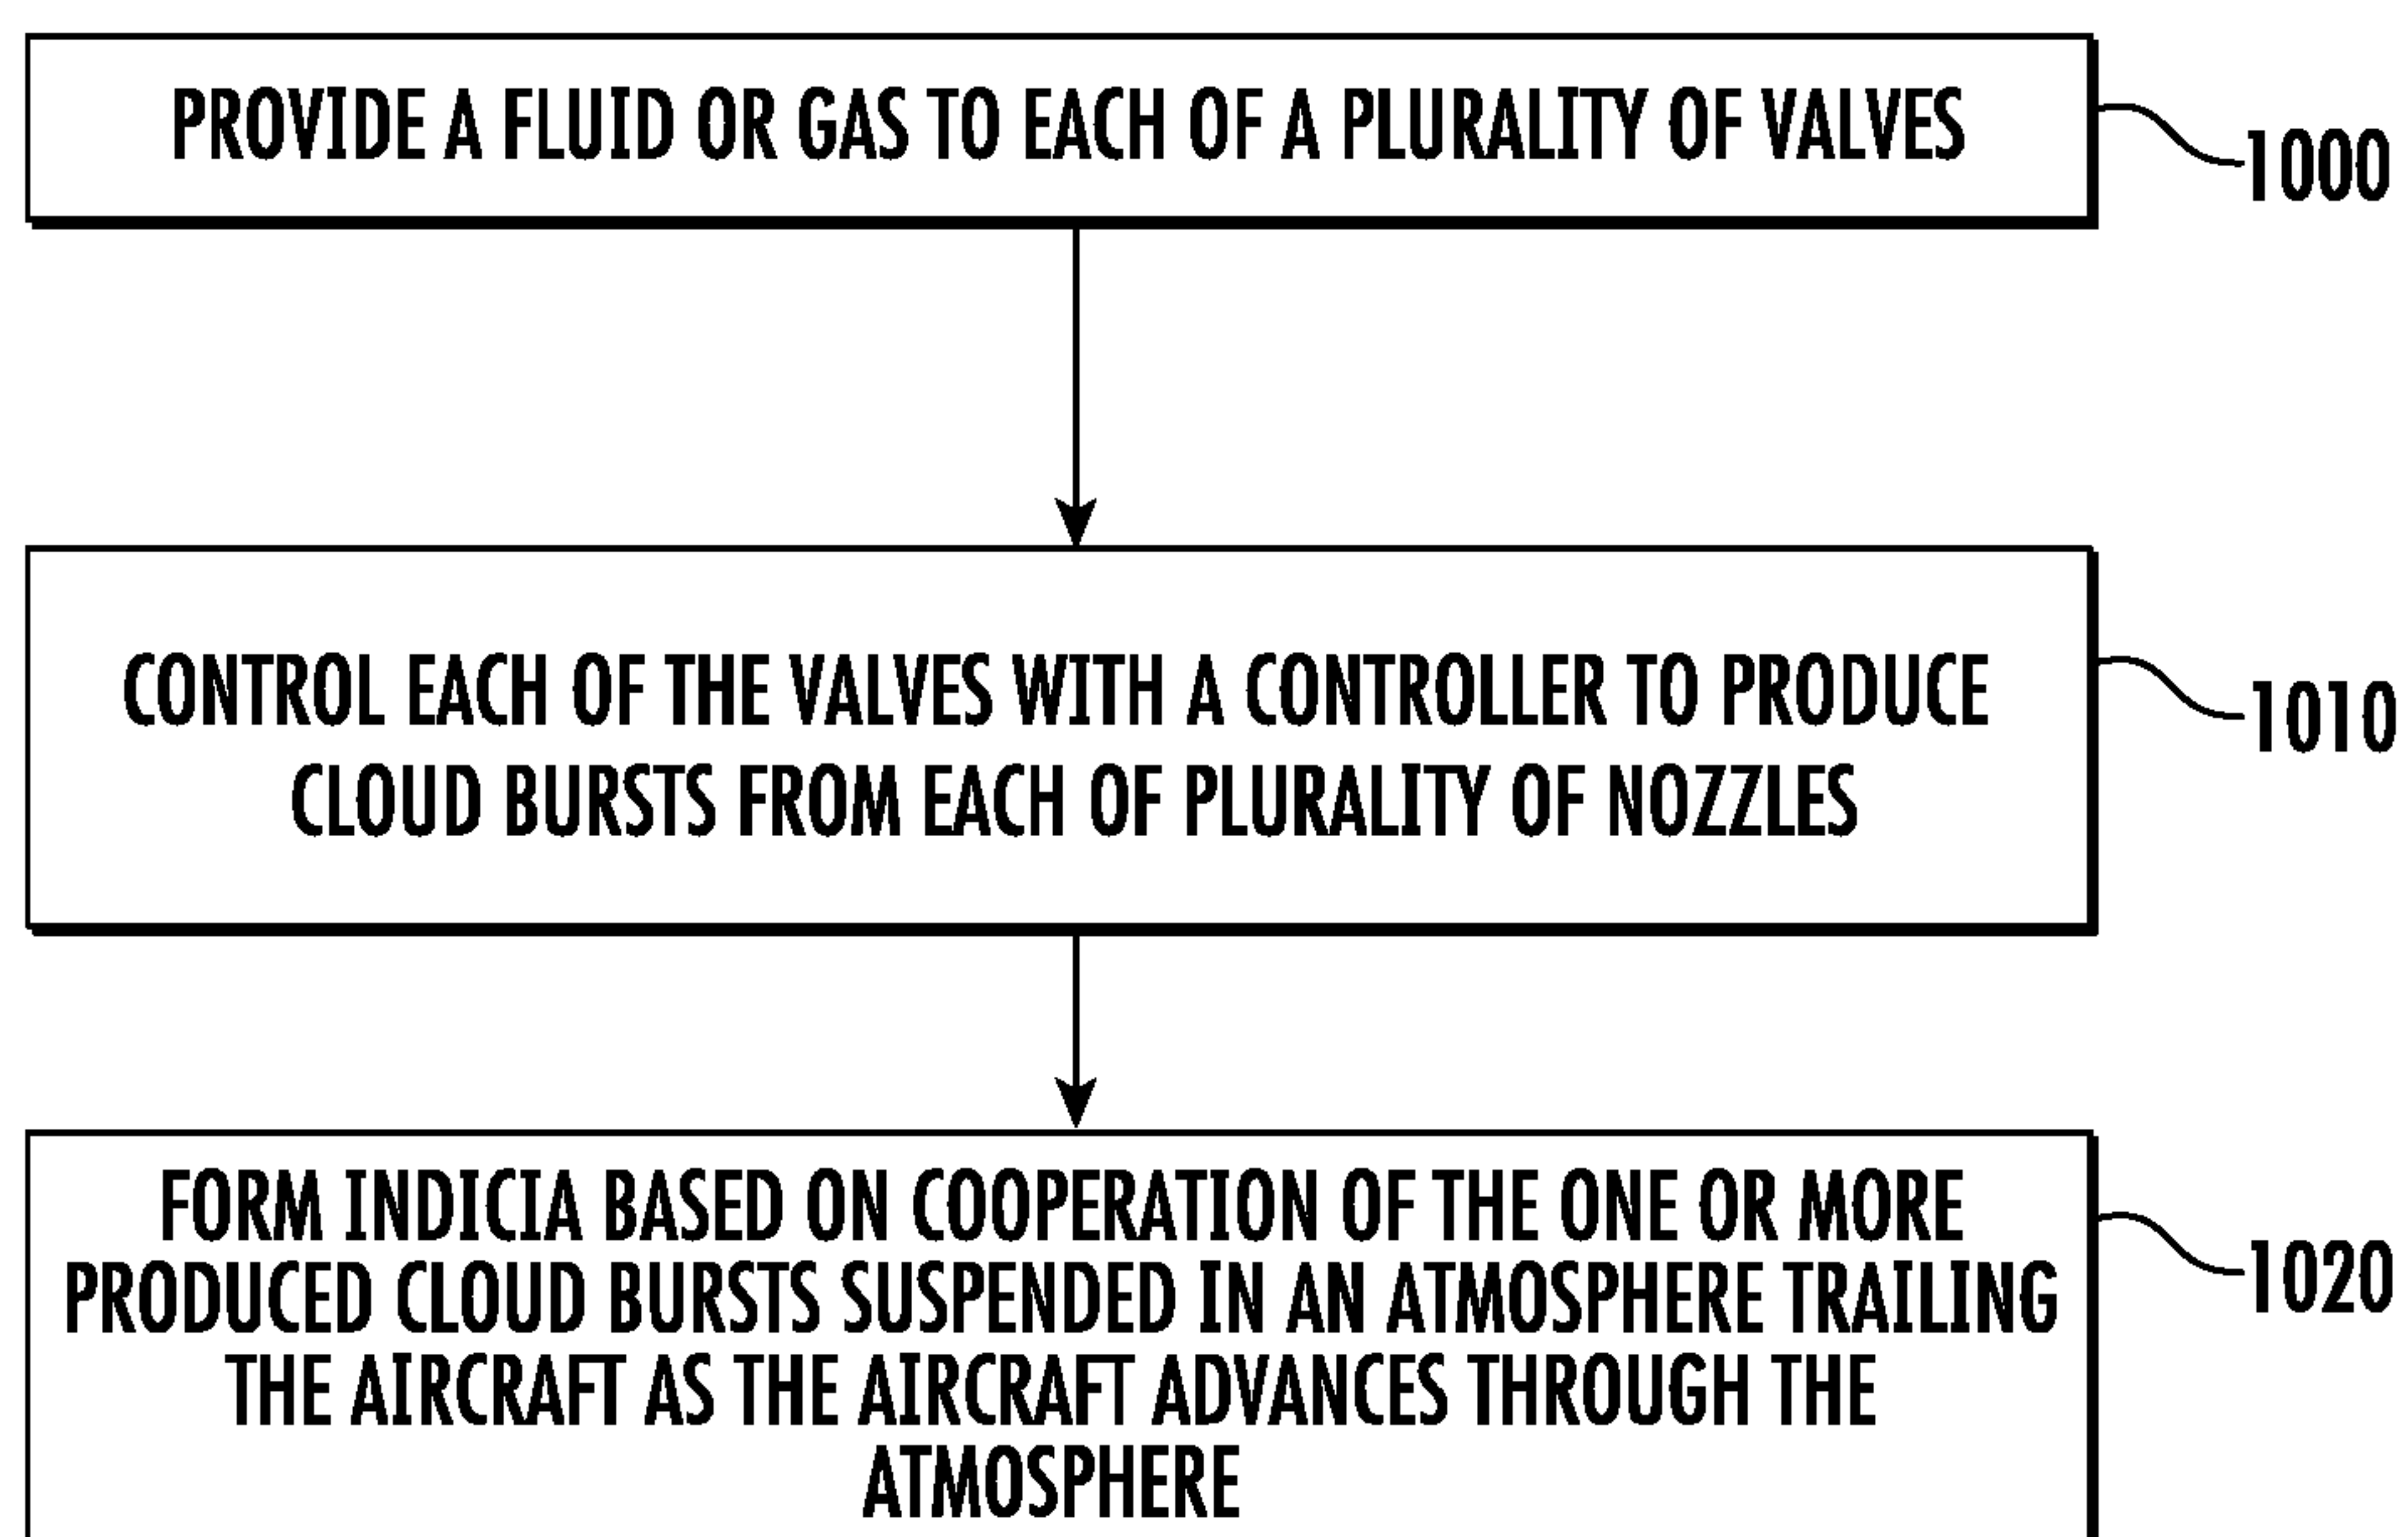 PROVIDE A FLUID OR GAS TO EACH OF A PLURALITY OF VALVES
1000
CONTROL EACH OF THE VALVES WITH A CONTROLLER TO PRODUCE
CLOUD BURSTS FROM EACH OF PLURALITY OF NOZZLES
1010
FORM INDICIA BASED ON COOPERATION OF THE ONE OR MORE
PRODUCED CLOUD BURSTS SUSPENDED IN AN ATMOSPHERE TRAILING
THE AIRCRAFT AS THE AIRCRAFT ADVANCES THROUGH THE
ATMOSPHERE
1020